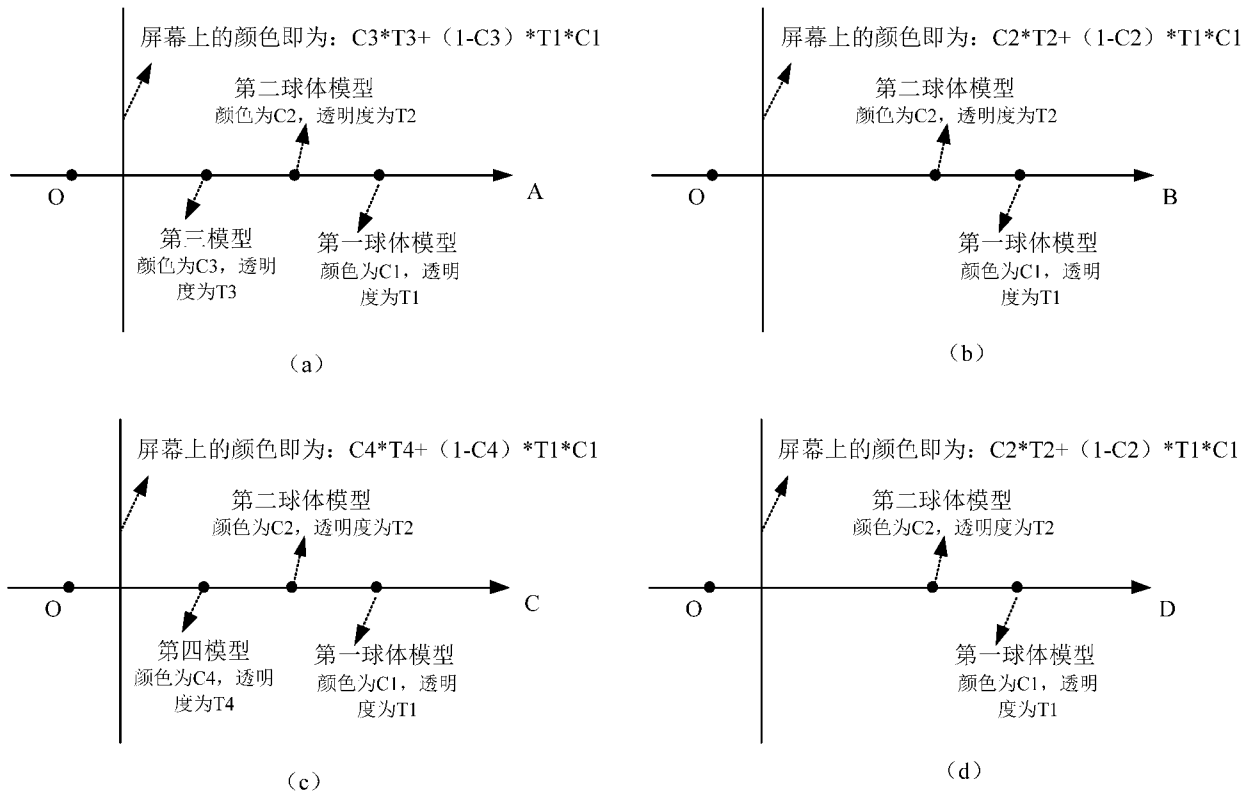 屏幕上的颜色即为：C3*T3+（1-C3）*T1*C1
第二球体模型
颜色为C2，透明度为T2
O
A
第三模型
颜色为C3，透明
度为T3
第一球体模型
颜色为C1，透明
度为T1
（a）
屏幕上的颜色即为：C2*T2+（1-C2）*T1*C1
第二球体模型
颜色为C2，透明度为T2
O
B
第一球体模型
颜色为C1，透明
度为T1
（b）
屏幕上的颜色即为：C4*T4+（1-C4）*T1*C1
第二球体模型
颜色为C2，透明度为T2
O
C
第四模型
颜色为C4，透明
度为T4
第一球体模型
颜色为C1，透明
度为T1
（c）
屏幕上的颜色即为：C2*T2+（1-C2）*T1*C1
第二球体模型
颜色为C2，透明度为T2
O
D
第一球体模型
颜色为C1，透明
度为T1
（d）